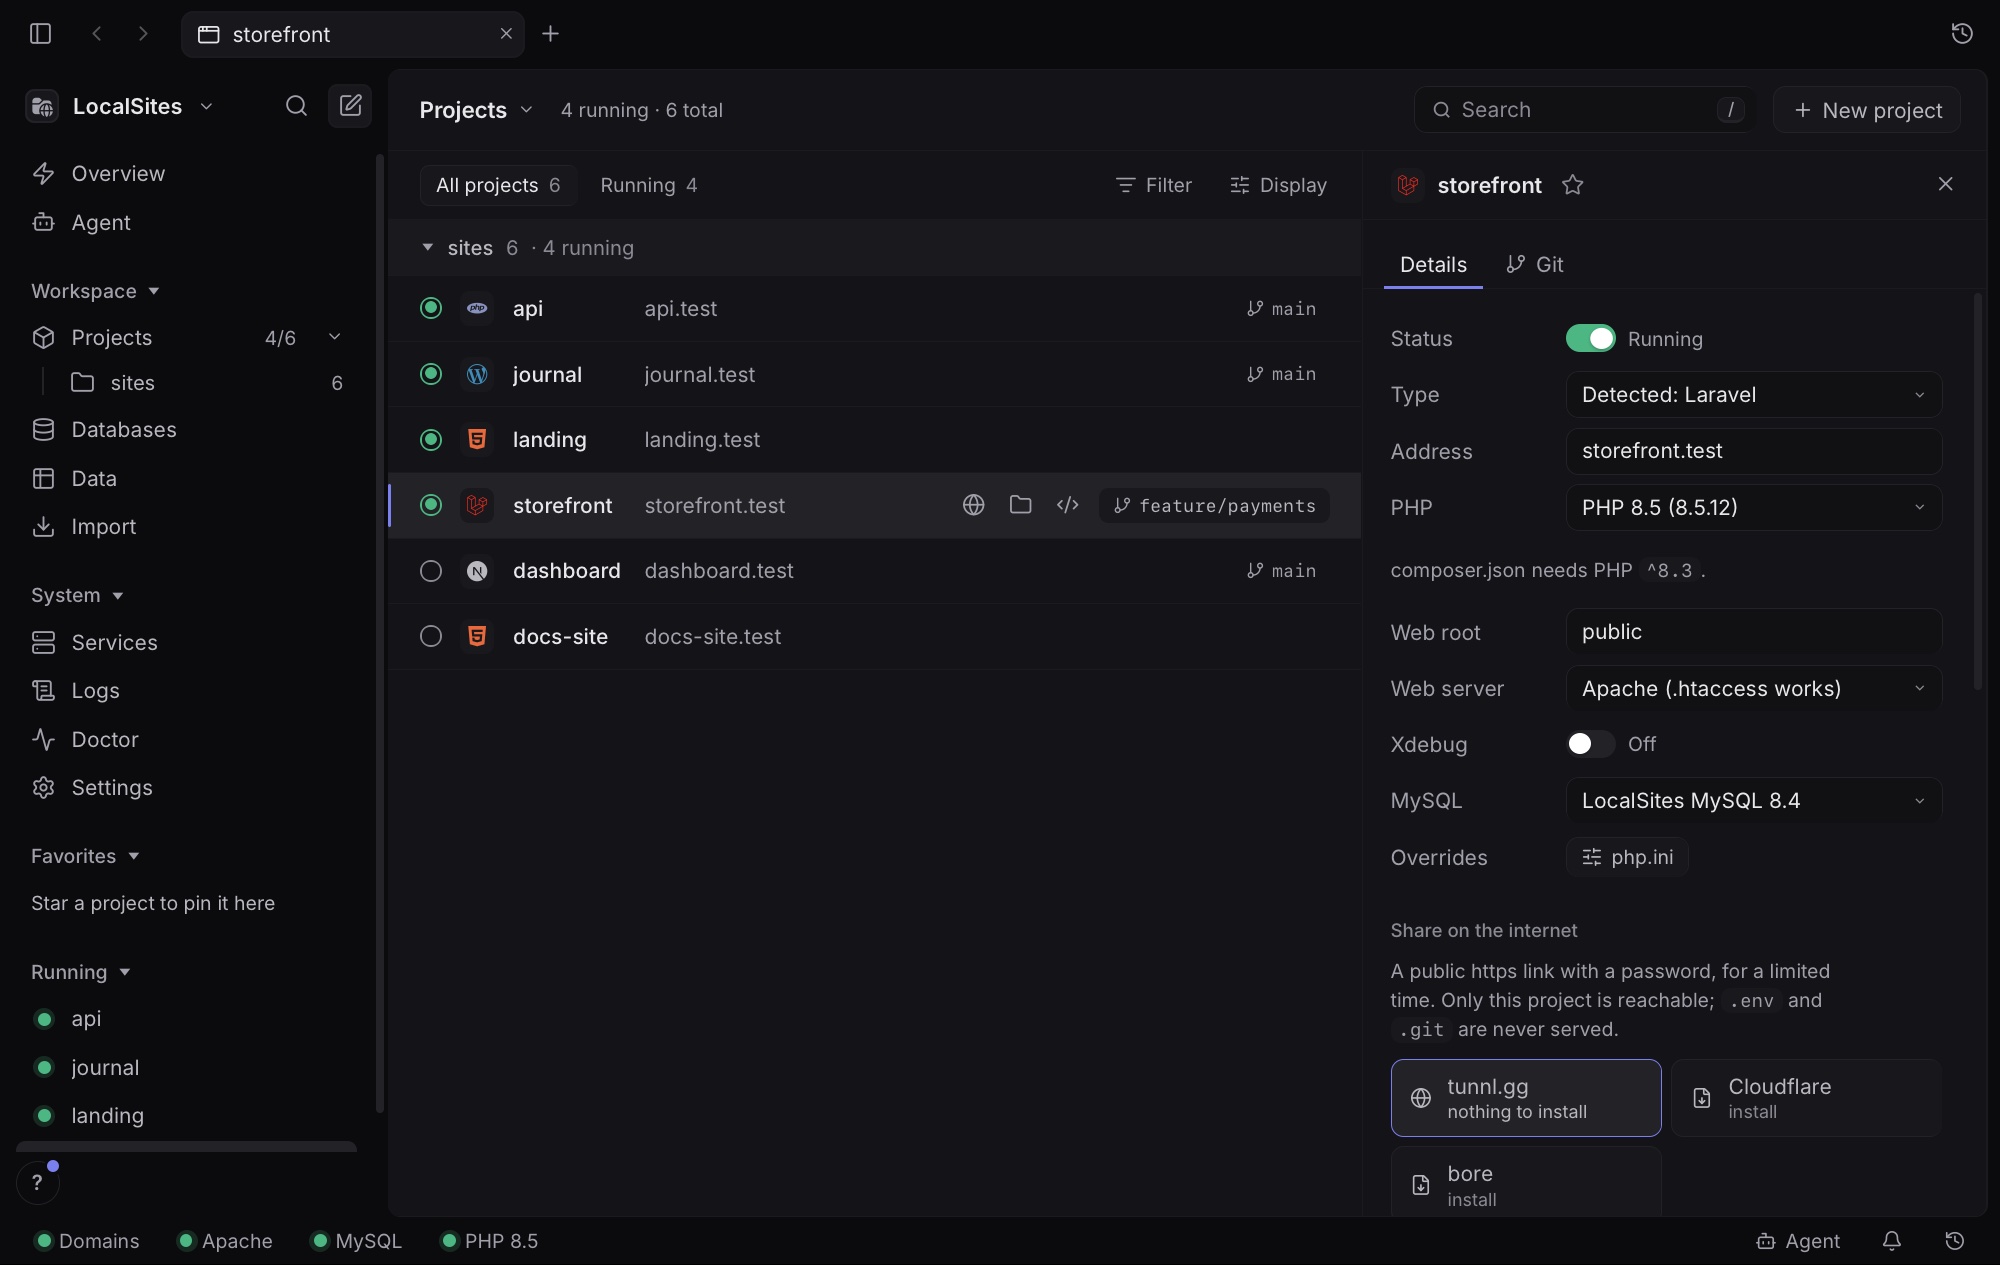 storefront
LocalSites
Overview
Agent
Workspace
Projects 4/6
sites 6
Databases
Data
Import
System
Services
Logs
Doctor
Settings
Favorites
Star a project to pin it here
Running
api
journal
landing
?
Projects 4 running · 6 total
Search /
New project
All projects 6 Running 4
Filter Display
sites 6 · 4 running
php api api.test main
journal journal.test main
landing landing.test
storefront storefront.test feature/payments
N dashboard dashboard.test main
docs-site docs-site.test
storefront
Details Git
Status Running
Type Detected: Laravel
Address storefront.test
PHP PHP 8.5 (8.5.12)
composer.json needs PHP ^8.3 .
Web root public
Web server Apache (.htaccess works)
Xdebug Off
MySQL LocalSites MySQL 8.4
Overrides php.ini
Share on the internet
A public https link with a password, for a limited
time. Only this project is reachable; .env and
.git are never served.
tunnl.gg
nothing to install
Cloudflare
install
bore
install
Domains Apache MySQL PHP 8.5
Agent